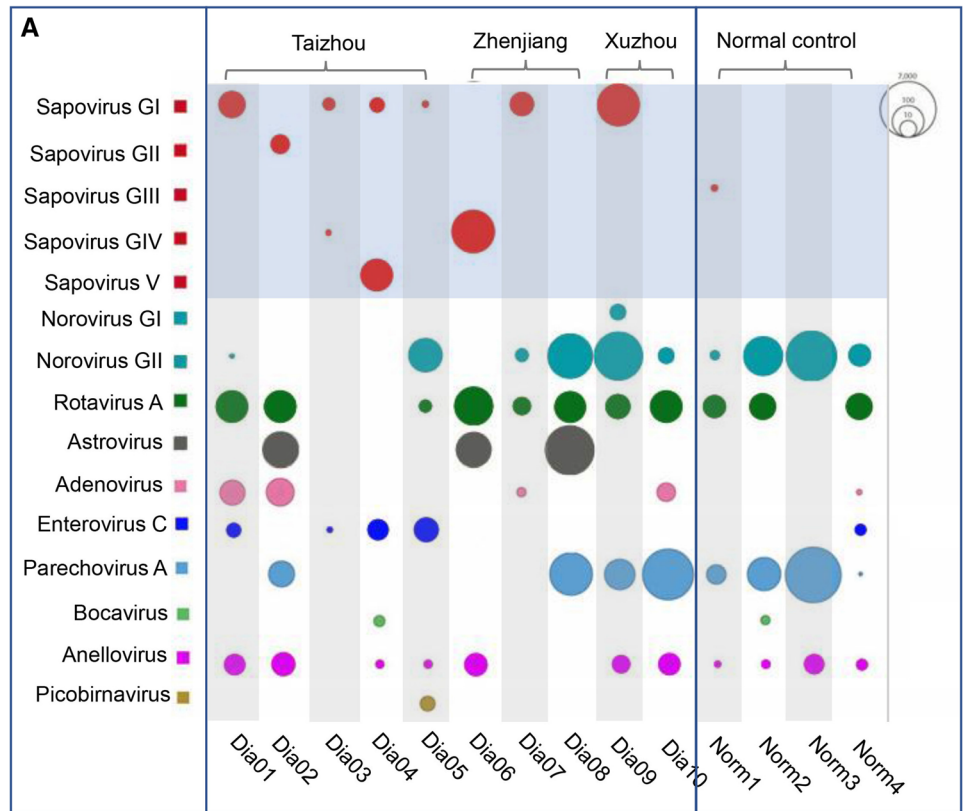 A
Taizhou
Zhenjiang
Xuzhou
Normal control
2,000
100
10
Sapovirus GI
Sapovirus GII
Sapovirus GIII
Sapovirus GIV
Sapovirus V
Norovirus GI
Norovirus GII
Rotavirus A
Astrovirus
Adenovirus
Enterovirus C
Parechovirus A
Bocavirus
Anellovirus
Picobirnavirus
Dia01
Dia02
Dia03
Dia04
Dia05
Dia06
Dia07
Dia08
Dia09
Dia10
Norm1
Norm2
Norm3
Norm4